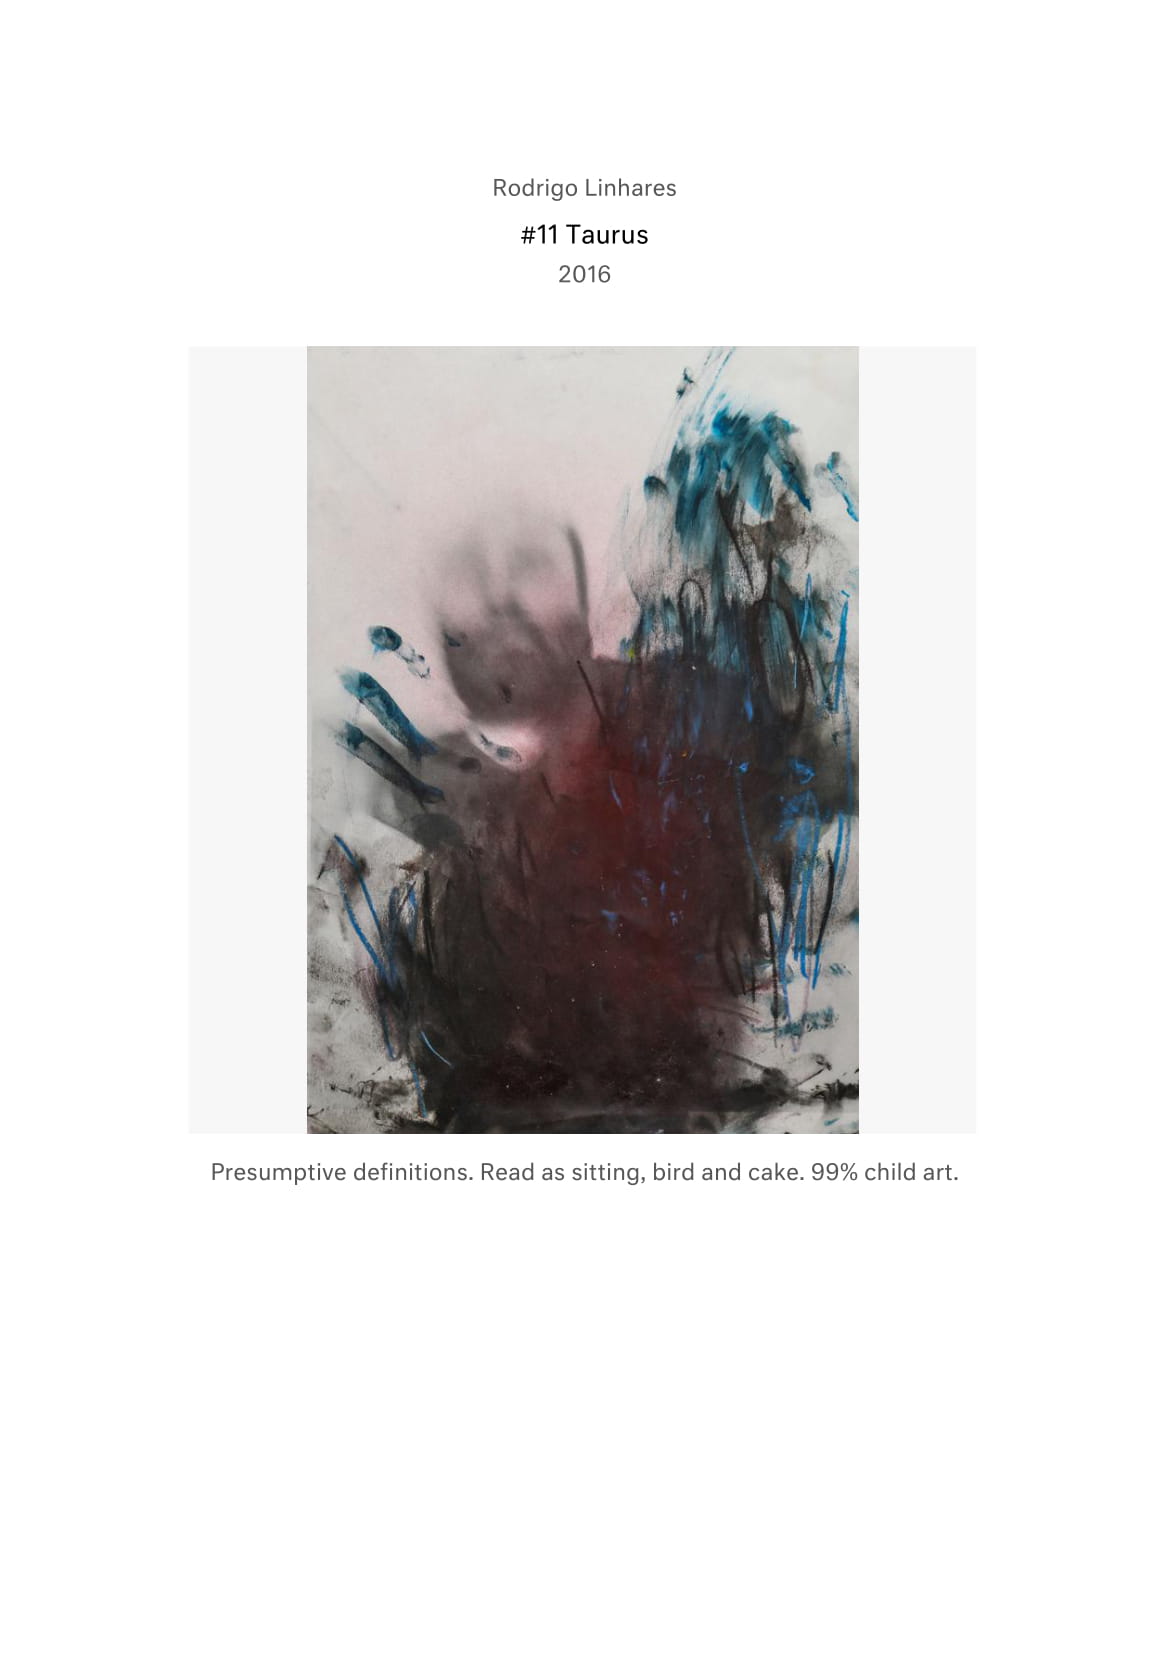 Rodrigo Linhares
#11 Taurus
2016
Presumptive definitions. Read as sitting, bird and cake. 99% child art.